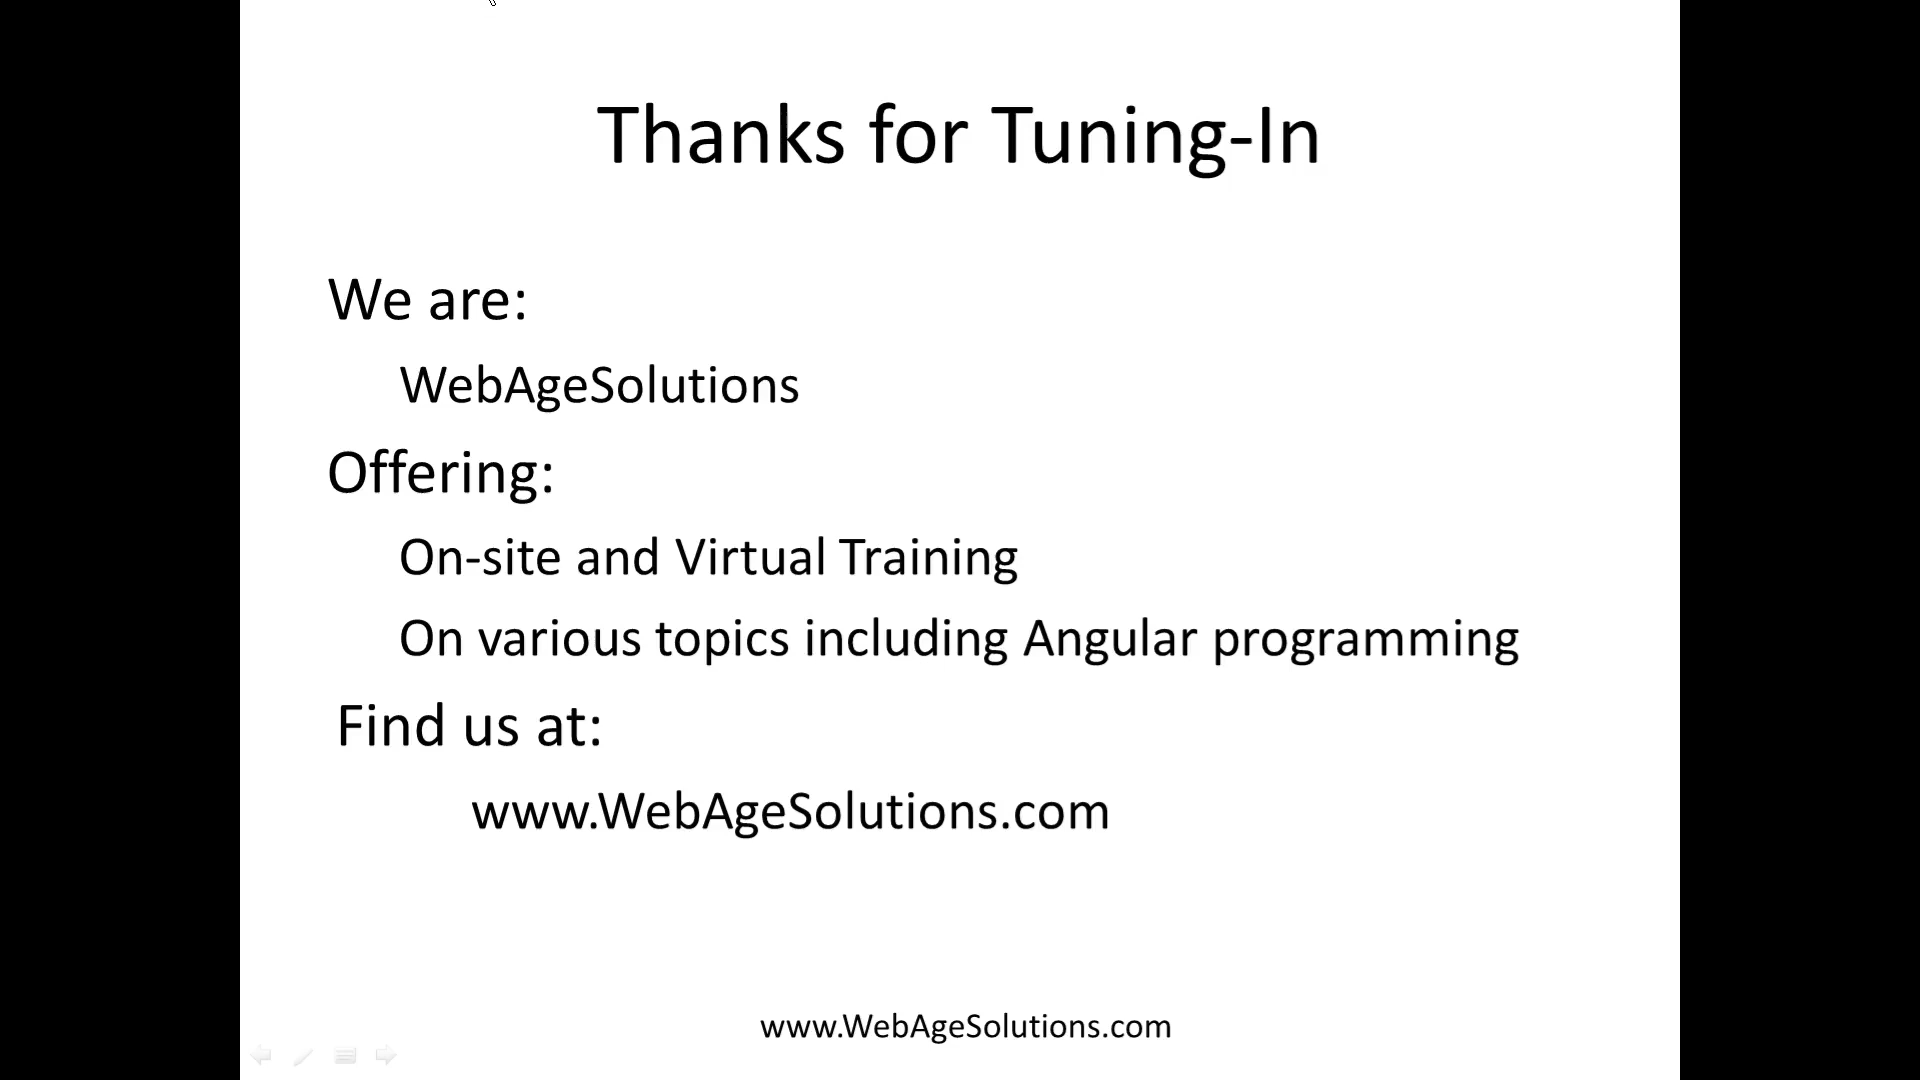 Thanks for Tuning-In
We are:
WebAgeSolutions
Offering:
On-site and Virtual Training
On various topics including Angular programming
Find us at:
www.WebAgeSolutions.com
www.WebAgeSolutions.com